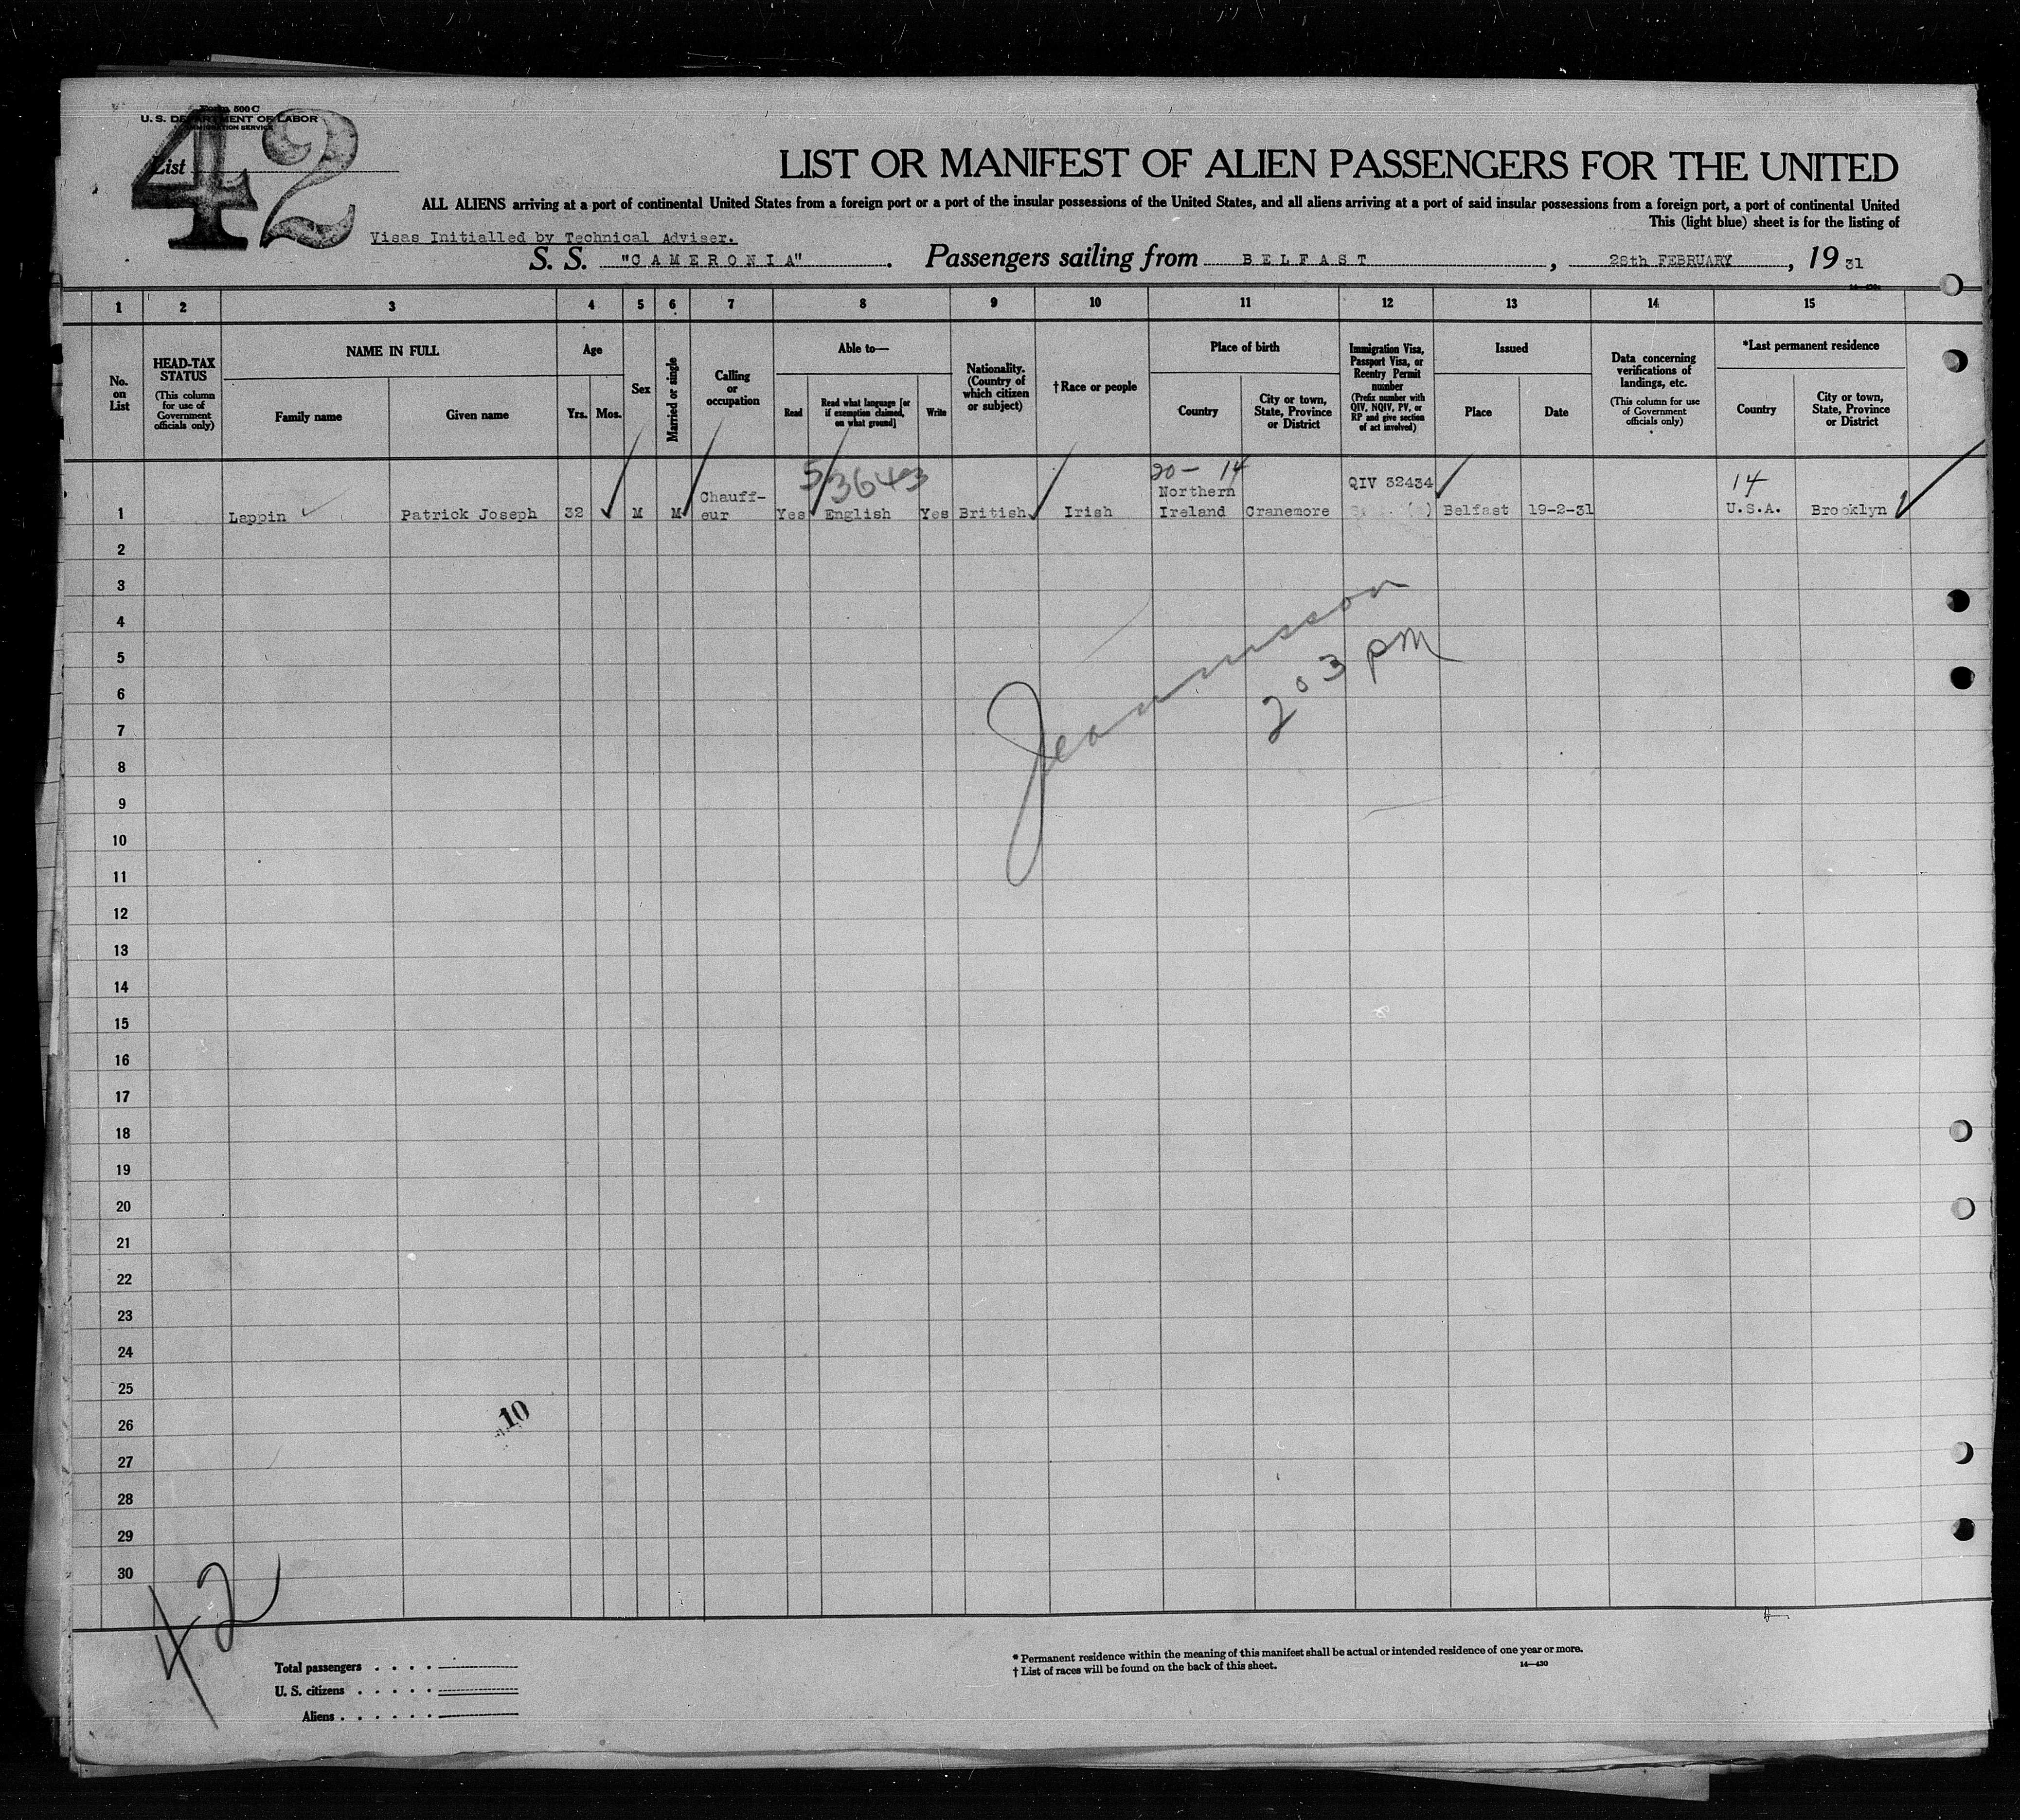 Form 500 C
U. S. DEPARTMENT OF LABOR
IMMIGRATION SERVICE
List
42
LIST OR MANIFEST OF ALIEN PASSENGERS FOR THE UNITED
ALL ALIENS arriving at a port of continental United States from a foreign port or a port of the insular possessions of the United States, and all aliens arriving at a port of said insular possessions from a foreign port, a port of continental United
This (light blue) sheet is for the listing of
Visas Initialled by Technical Adviser.
S. S. "CAMERONIA". Passengers sailing from BELFAST, 28th FEBRUARY, 19 31
1 2 3 4 5 6 7 8 9 10 11 12 13 14 15
No. on List
HEAD-TAX STATUS (This column for use of Government officials only)
NAME IN FULL
Family name
Given name
Age
Yrs. Mos.
Sex
Married or single
Calling or occupation
Able to—
Read
Read what language [or if exemption claimed, on what ground]
Write
Nationality. (Country of which citizen or subject)
†Race or people
Place of birth
Country
City or town, State, Province or District
Immigration Visa, Passport Visa, or Reentry Permit number (Prefix number with QIV, NQIV, PV, or RP and give section of act involved)
Issued
Place
Date
Data concerning verifications of landings, etc. (This column for use of Government officials only)
*Last permanent residence
Country
City or town, State, Province or District
53643
20 — 14
14
1 Lappin Patrick Joseph 32 M M Chauff-eur Yes English Yes British Irish Northern Ireland Cranemore QIV 32434 Belfast 19-2-31 U.S.A. Brooklyn
2
3
4
5
6
7
8
9
10
11
12
13
14
15
16
17
18
19
20
21
22
23
24
25
26
27
28
29
30
203 pm
10
42
Total passengers
U. S. citizens
Aliens
* Permanent residence within the meaning of this manifest shall be actual or intended residence of one year or more.
† List of races will be found on the back of this sheet.
14—430